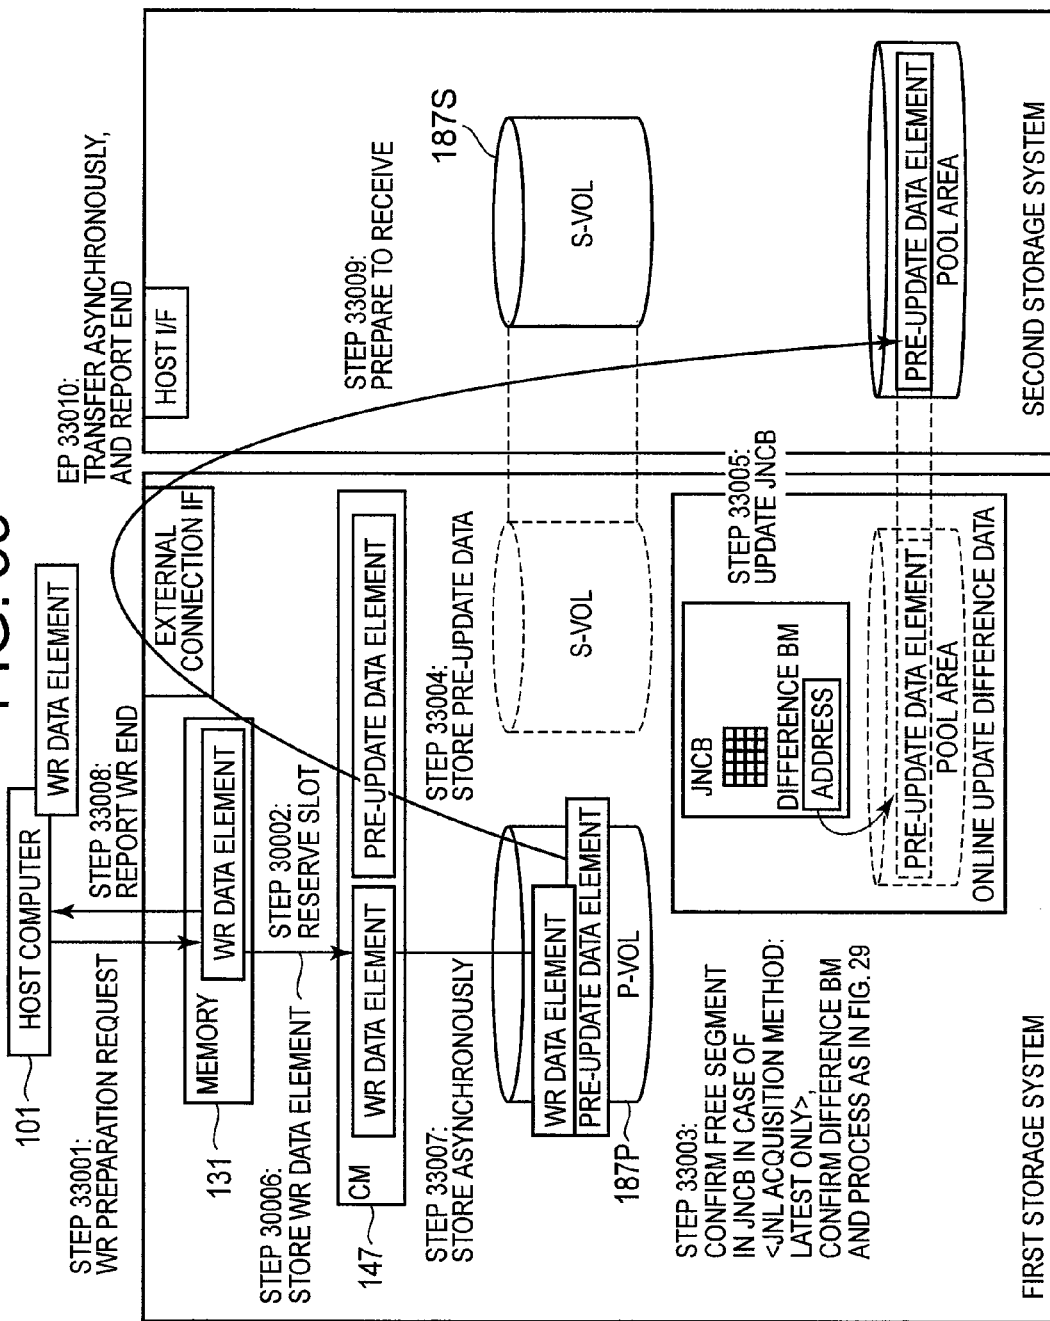 101
HOST COMPUTER
WR DATA ELEMENT
STEP 33001:
WR PREPARATION REQUEST
STEP 33008:
REPORT WR END
EP 33010:
TRANSFER ASYNCHRONOUSLY,
AND REPORT END
131
MEMORY
WR DATA ELEMENT
EXTERNAL
CONNECTION IF
HOST I/F
STEP 30006:
STORE WR DATA ELEMENT
STEP 30002:
RESERVE SLOT
147
CM
WR DATA ELEMENT
PRE-UPDATE DATA ELEMENT
STEP 33009:
PREPARE TO RECEIVE
STEP 33007:
STORE ASYNCHRONOUSLY
STEP 33004:
STORE PRE-UPDATE DATA
187S
WR DATA ELEMENT
PRE-UPDATE DATA ELEMENT
P-VOL
187P
S-VOL
S-VOL
STEP 33003:
CONFIRM FREE SEGMENT
IN JNCB IN CASE OF
<JNL ACQUISITION METHOD:
LATEST ONLY>,
CONFIRM DIFFERENCE BM
AND PROCESS AS IN FIG. 29
JNCB
DIFFERENCE BM
ADDRESS
STEP 33005:
UPDATE JNCB
PRE-UPDATE DATA ELEMENT
POOL AREA
ONLINE UPDATE DIFFERENCE DATA
PRE-UPDATE DATA ELEMENT
POOL AREA
FIRST STORAGE SYSTEM
SECOND STORAGE SYSTEM